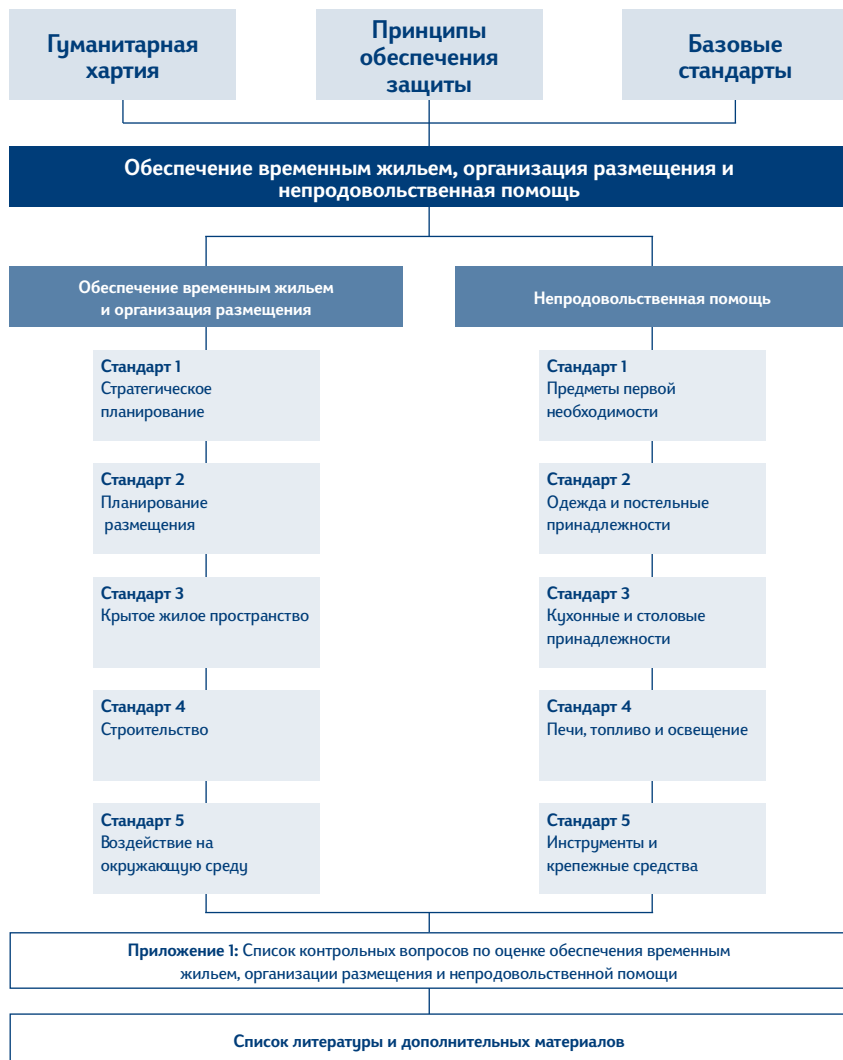 Гуманитарная
хартия
Принципы
обеспечения
защиты
Базовые
стандарты
Обеспечение временным жильем, организация размещения и
непродовольственная помощь
Обеспечение временным жильем
и организация размещения
Непродовольственная помощь
Стандарт 1
Стратегическое
планирование
Стандарт 2
Планирование
размещения
Стандарт 3
Крытое жилое пространство
Стандарт 4
Строительство
Стандарт 5
Воздействие на
окружающую среду
Стандарт 1
Предметы первой
необходимости
Стандарт 2
Одежда и постельные
принадлежности
Стандарт 3
Кухонные и столовые
принадлежности
Стандарт 4
Печи, топливо и освещение
Стандарт 5
Инструменты и
крепежные средства
Приложение 1: Список контрольных вопросов по оценке обеспечения временным
жильем, организации размещения и непродовольственной помощи
Список литературы и дополнительных материалов